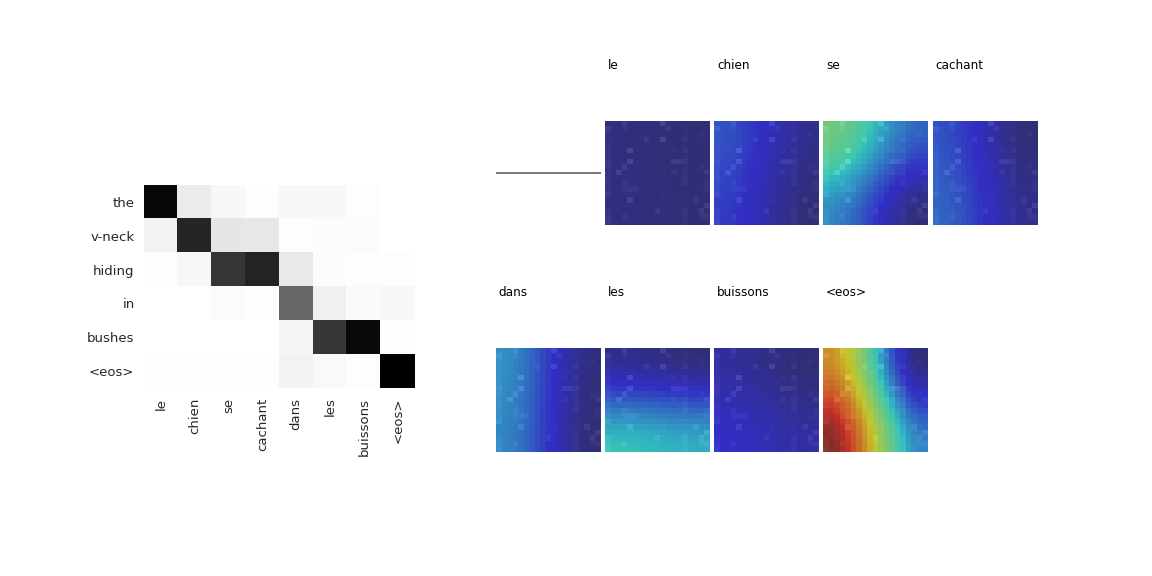 the
v-neck
hiding
in
bushes
<eos>
le
chien
se
cachant
dans
les
buissons
<eos>
le
chien
se
cachant
dans
les
buissons
<eos>